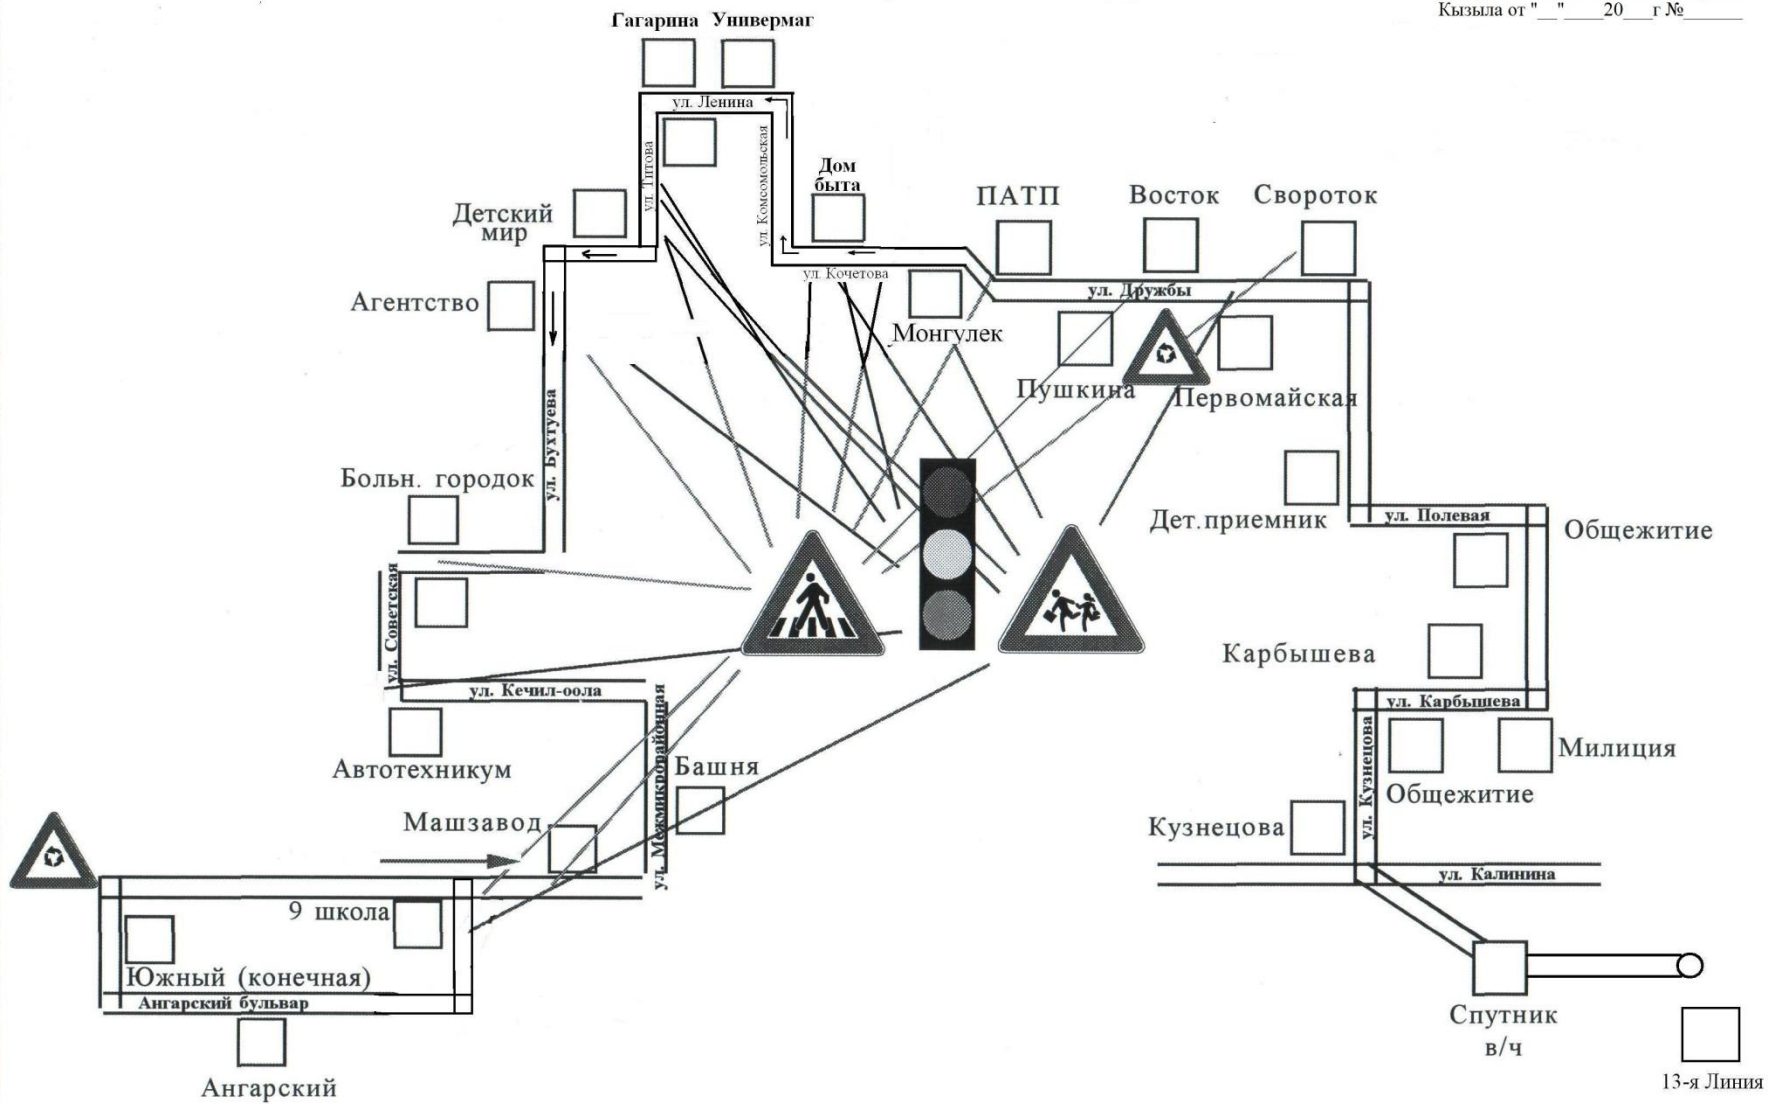 Кызыла от "__"____20___г №______
Гагарина Универмаг
ул. Ленина
ул. Титова
ул. Комсомольская
Дом
быта
ПАТП
Восток
Свороток
Детский
мир
ул. Кочетова
ул. Дружбы
Агентство
Монгулек
Пушкина
Первомайская
ул. Бухтуева
Больн. городок
Дет.приемник
ул. Полевая
Общежитие
ул. Советская
Карбышева
ул. Кечил-оола
ул. Карбышева
ул. Межмикрорайонная
ул. Кузнецова
Автотехникум
Башня
Милиция
Общежитие
Машзавод
Кузнецова
ул. Калинина
9 школа
Южный (конечная)
Ангарский бульвар
Спутник
в/ч
Ангарский
13-я Линия